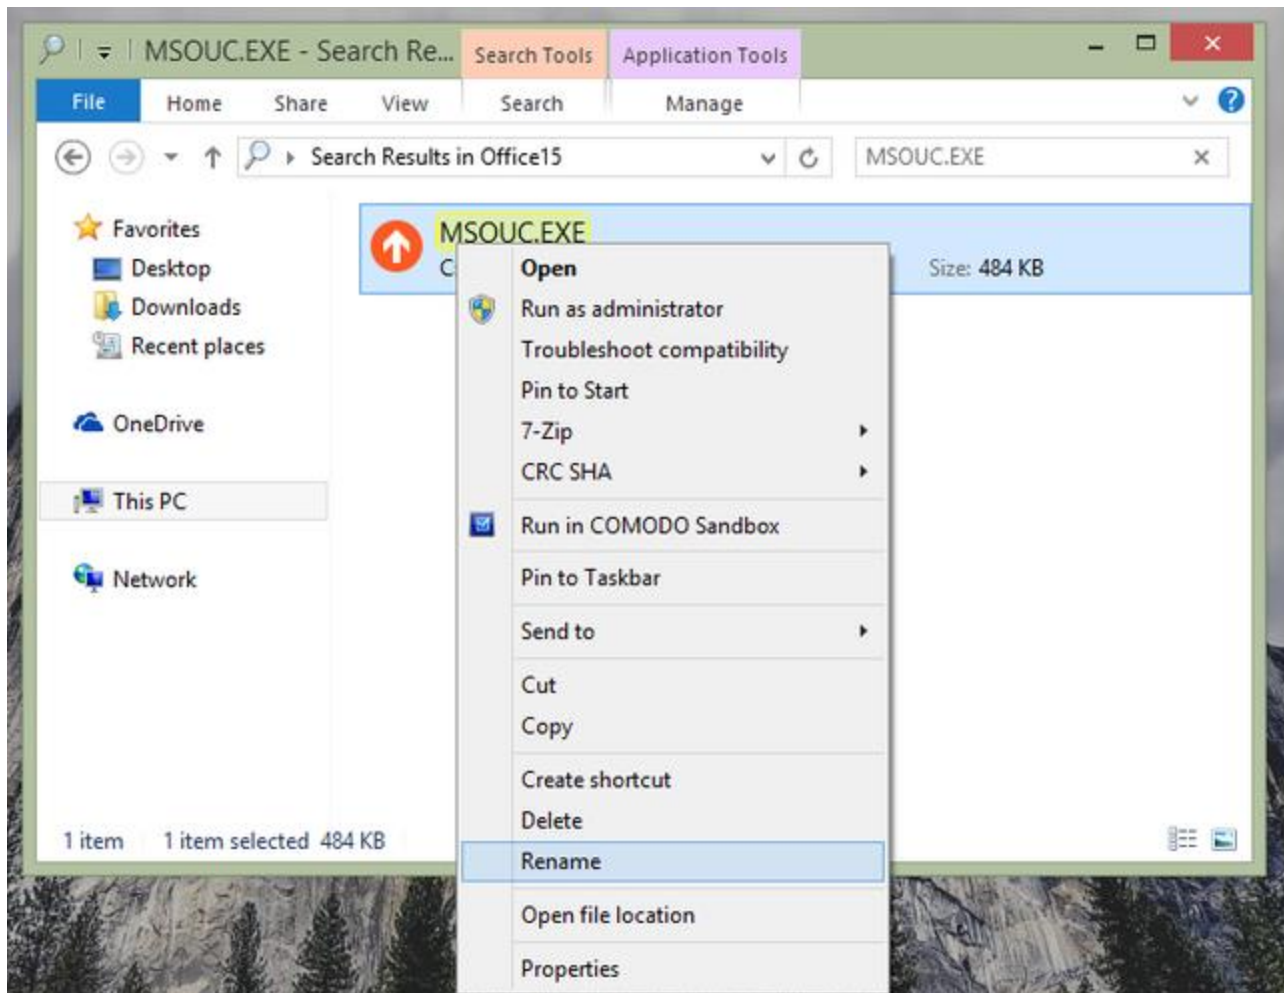 MSOUC.EXE - Search Re... Search Tools Application Tools
File Home Share View Search Manage
Search Results in Office15 MSOUC.EXE
Favorites
Desktop
Downloads
Recent places
OneDrive
This PC
Network
MSOUC.EXE
Size: 484 KB
Open
Run as administrator
Troubleshoot compatibility
Pin to Start
7-Zip
CRC SHA
Run in COMODO Sandbox
Pin to Taskbar
Send to
Cut
Copy
Create shortcut
Delete
Rename
Open file location
Properties
1 item 1 item selected 484 KB